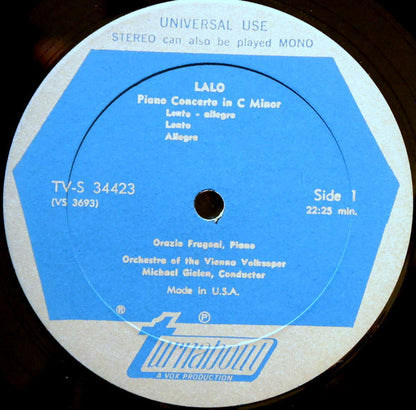 UNIVERSAL USE
STEREO can also be played MONO
LALO
Piano Concerto in C Minor
Lento - allegro
Lento
Allegro
TV-S 34423
(VS 3693)
Side 1
22:25 min.
Orazio Frugoni, Piano
Orchestra of the Vienna Volksoper
Michael Gielen, Conductor
Made in U.S.A.
® ℗
turnabout
A VOX PRODUCTION